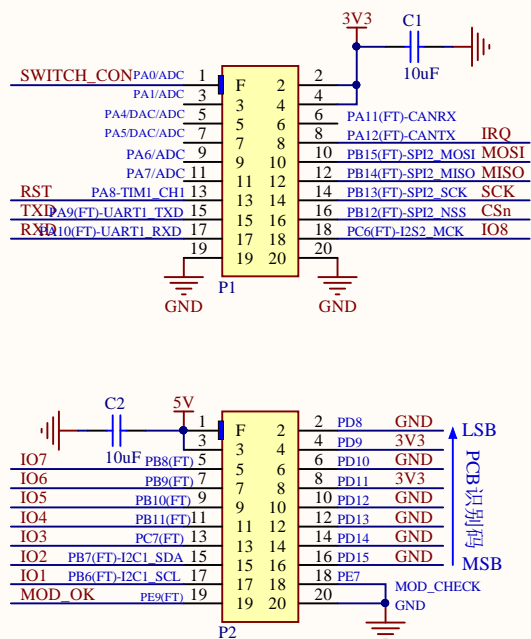 3V3 C1
10uF
SWITCH_CON PA0/ADC 1 F 2 2
PA1/ADC 3 3 4 4
PA4/DAC/ADC 5 5 6 6 PA11(FT)-CANRX
PA5/DAC/ADC 7 7 8 8 PA12(FT)-CANTX IRQ
PA6/ADC 9 9 10 10 PB15(FT)-SPI2_MOSI MOSI
PA7/ADC 11 11 12 12 PB14(FT)-SPI2_MISO MISO
RST PA8-TIM1_CH1 13 13 14 14 PB13(FT)-SPI2_SCK SCK
TXD PA9(FT)-UART1_TXD 15 15 16 16 PB12(FT)-SPI2_NSS CSn
RXD PA10(FT)-UART1_RXD 17 17 18 18 PC6(FT)-I2S2_MCK IO8
19 19 20 20
GND P1 GND
C2 5V
10uF
1 F 2 2 PD8 GND LSB
3 3 4 4 PD9 3V3
IO7 PB8(FT) 5 5 6 6 PD10 GND
IO6 PB9(FT) 7 7 8 8 PD11 3V3
IO5 PB10(FT) 9 9 10 10 PD12 GND
IO4 PB11(FT) 11 11 12 12 PD13 GND
IO3 PC7(FT) 13 13 14 14 PD14 GND
IO2 PB7(FT)-I2C1_SDA 15 15 16 16 PD15 GND MSB
PCB 识别码
IO1 PB6(FT)-I2C1_SCL 17 17 18 18 PE7 MOD_CHECK
MOD_OK PE9(FT) 19 19 20 20 GND
P2